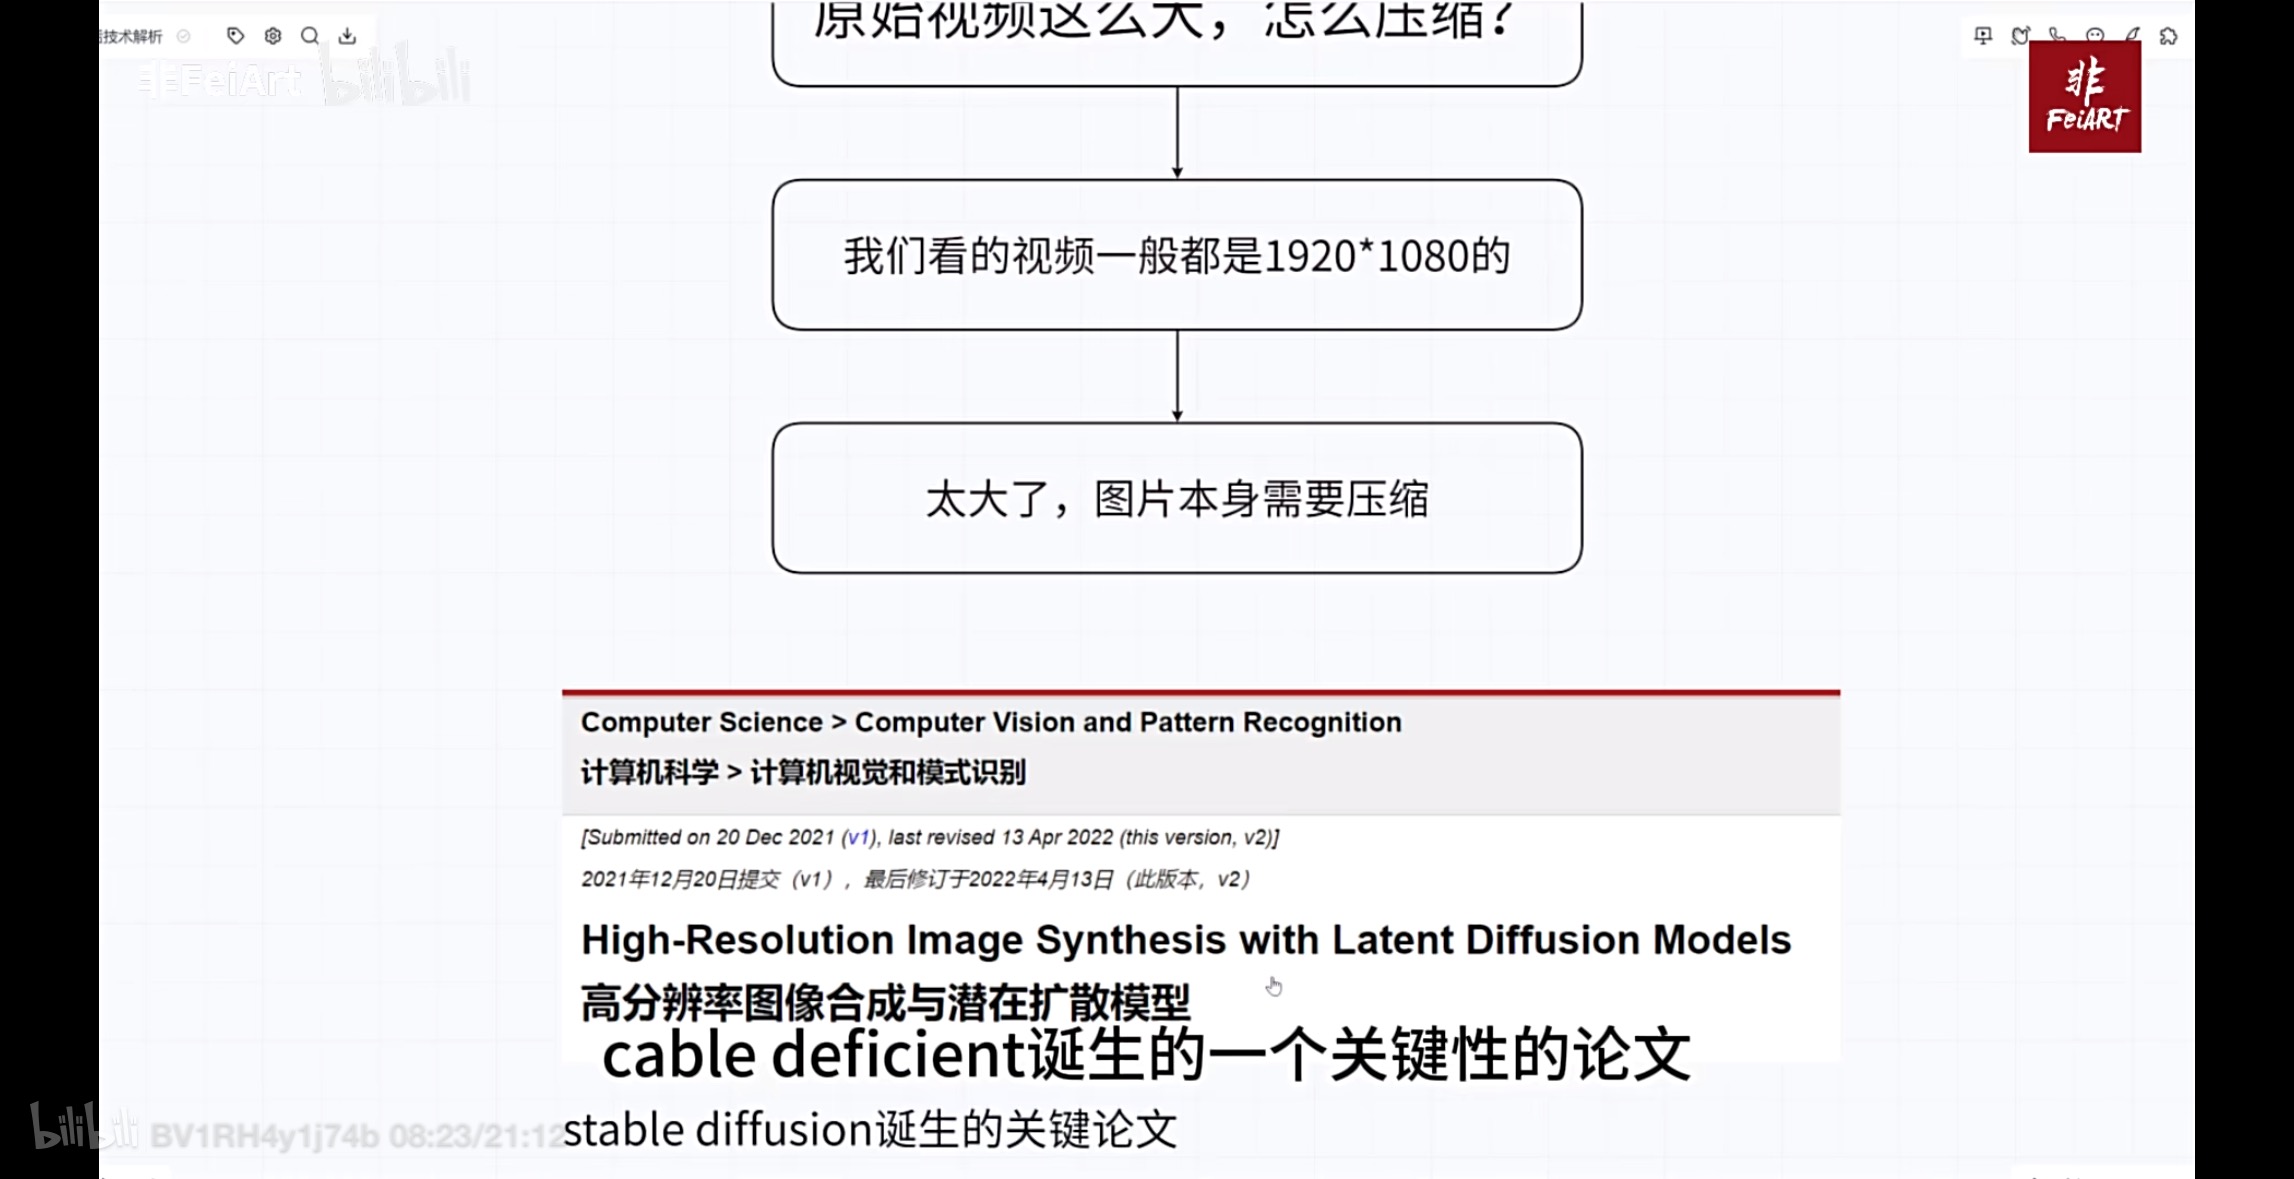 原始视频这么大，怎么压缩？
技术解析
非FeiArt bilibili
非
FeiART
我们看的视频一般都是1920*1080的
太大了，图片本身需要压缩
Computer Science > Computer Vision and Pattern Recognition
计算机科学 > 计算机视觉和模式识别
[Submitted on 20 Dec 2021 (v1), last revised 13 Apr 2022 (this version, v2)]
2021年12月20日提交（v1），最后修订于2022年4月13日（此版本，v2）
High-Resolution Image Synthesis with Latent Diffusion Models
高分辨率图像合成与潜在扩散模型
cable deficient诞生的一个关键性的论文
bilibili BV1RH4y1j74b 08:23/21:12
stable diffusion诞生的关键论文